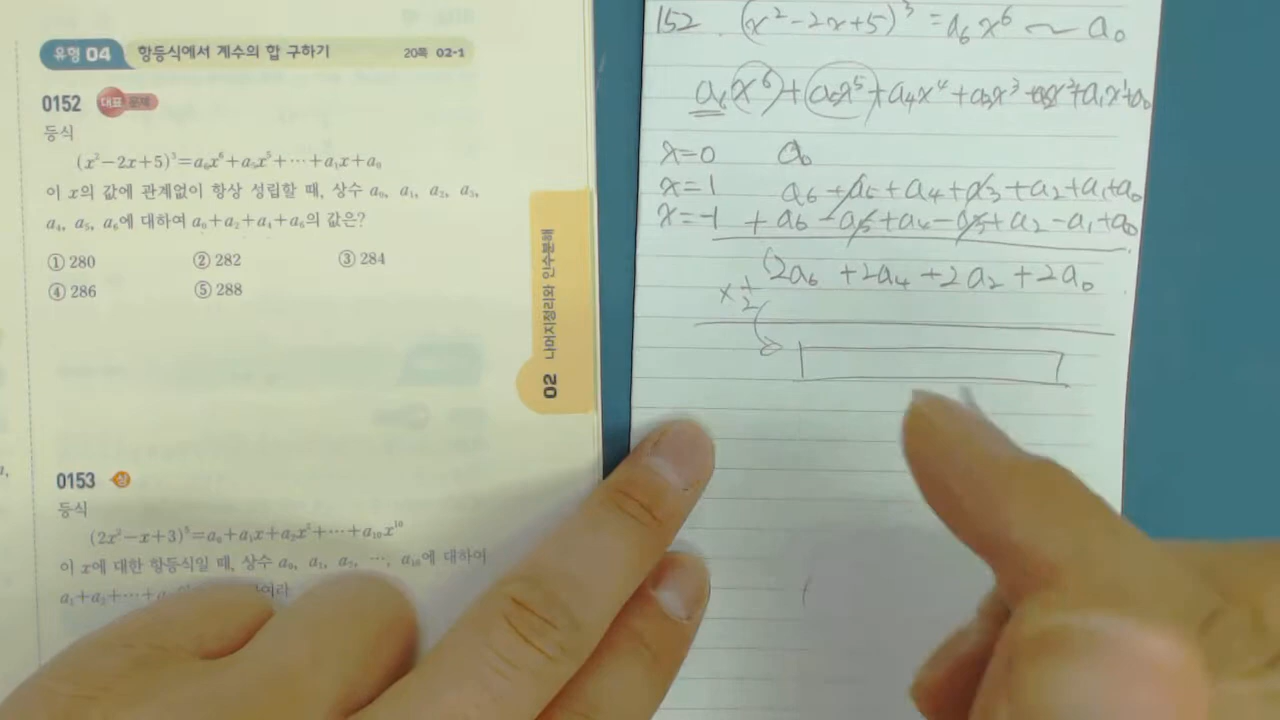 유형 04 항등식에서 계수의 합 구하기 20쪽 02-1
0152 대표 문제
등식
(x²-2x+5)³=a₆x⁶+a₅x⁵+⋯+a₁x+a₀
이 x의 값에 관계없이 항상 성립할 때, 상수 a₀, a₁, a₂, a₃,
a₄, a₅, a₆에 대하여 a₀+a₂+a₄+a₆의 값은?
① 280 ② 282 ③ 284
④ 286 ⑤ 288
02 나머지정리와 인수분해
0153 상
등식
(2x²-x+3)⁵=a₀+a₁x+a₂x²+⋯+a₁₀x¹⁰
이 x에 대한 항등식일 때, 상수 a₀, a₁, a₂, ⋯, a₁₀에 대하여
a₁+a₂+⋯+a
152. (x²-2x+5)³ = a₆x⁶ ~ a₀
a₆x⁶+a₅x⁵+a₄x⁴+a₃x³+a₂x²+a₁x¹+a₀
x=0 a₀
x=1 a₆+a₅+a₄+a₃+a₂+a₁+a₀
x=-1 + a₆-a₅+a₄-a₃+a₂-a₁+a₀
(2a₆+2a₄+2a₂+2a₀
×1/2